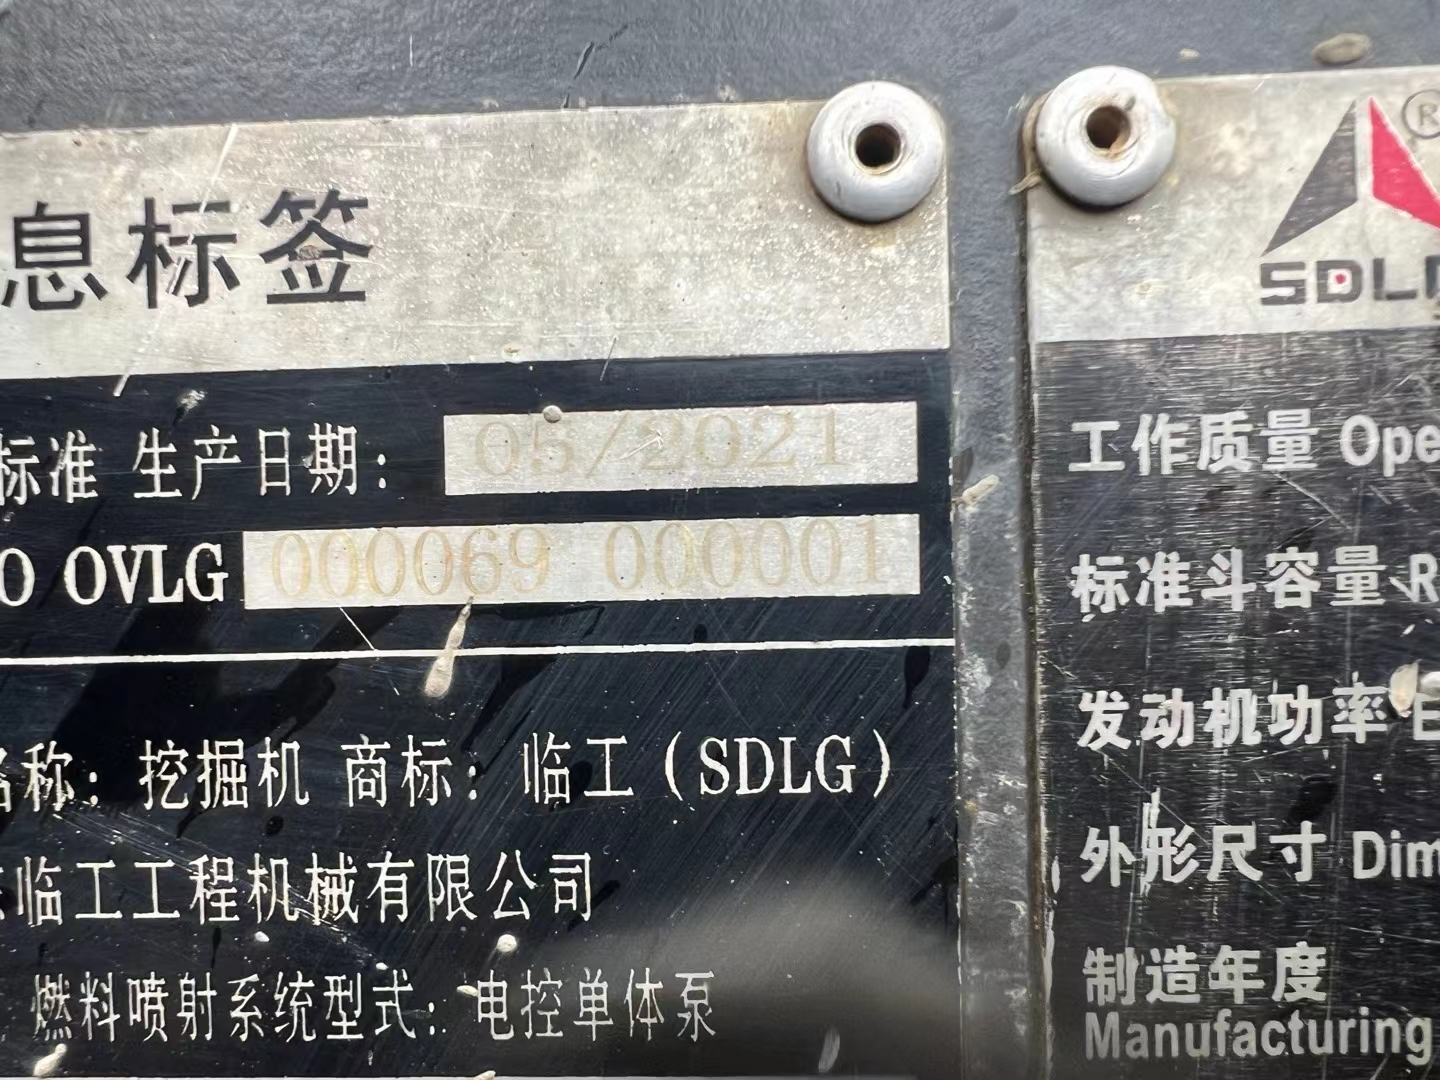 息标签
标准 生产日期: 05/2021
O OVLG 000069 000001
名称: 挖掘机 商标: 临工(SDLG)
临工工程机械有限公司
燃料喷射系统型式: 电控单体泵
®
SDLG
工作质量 Ope
标准斗容量 R
发动机功率 E
外形尺寸 Dim
制造年度
Manufacturing